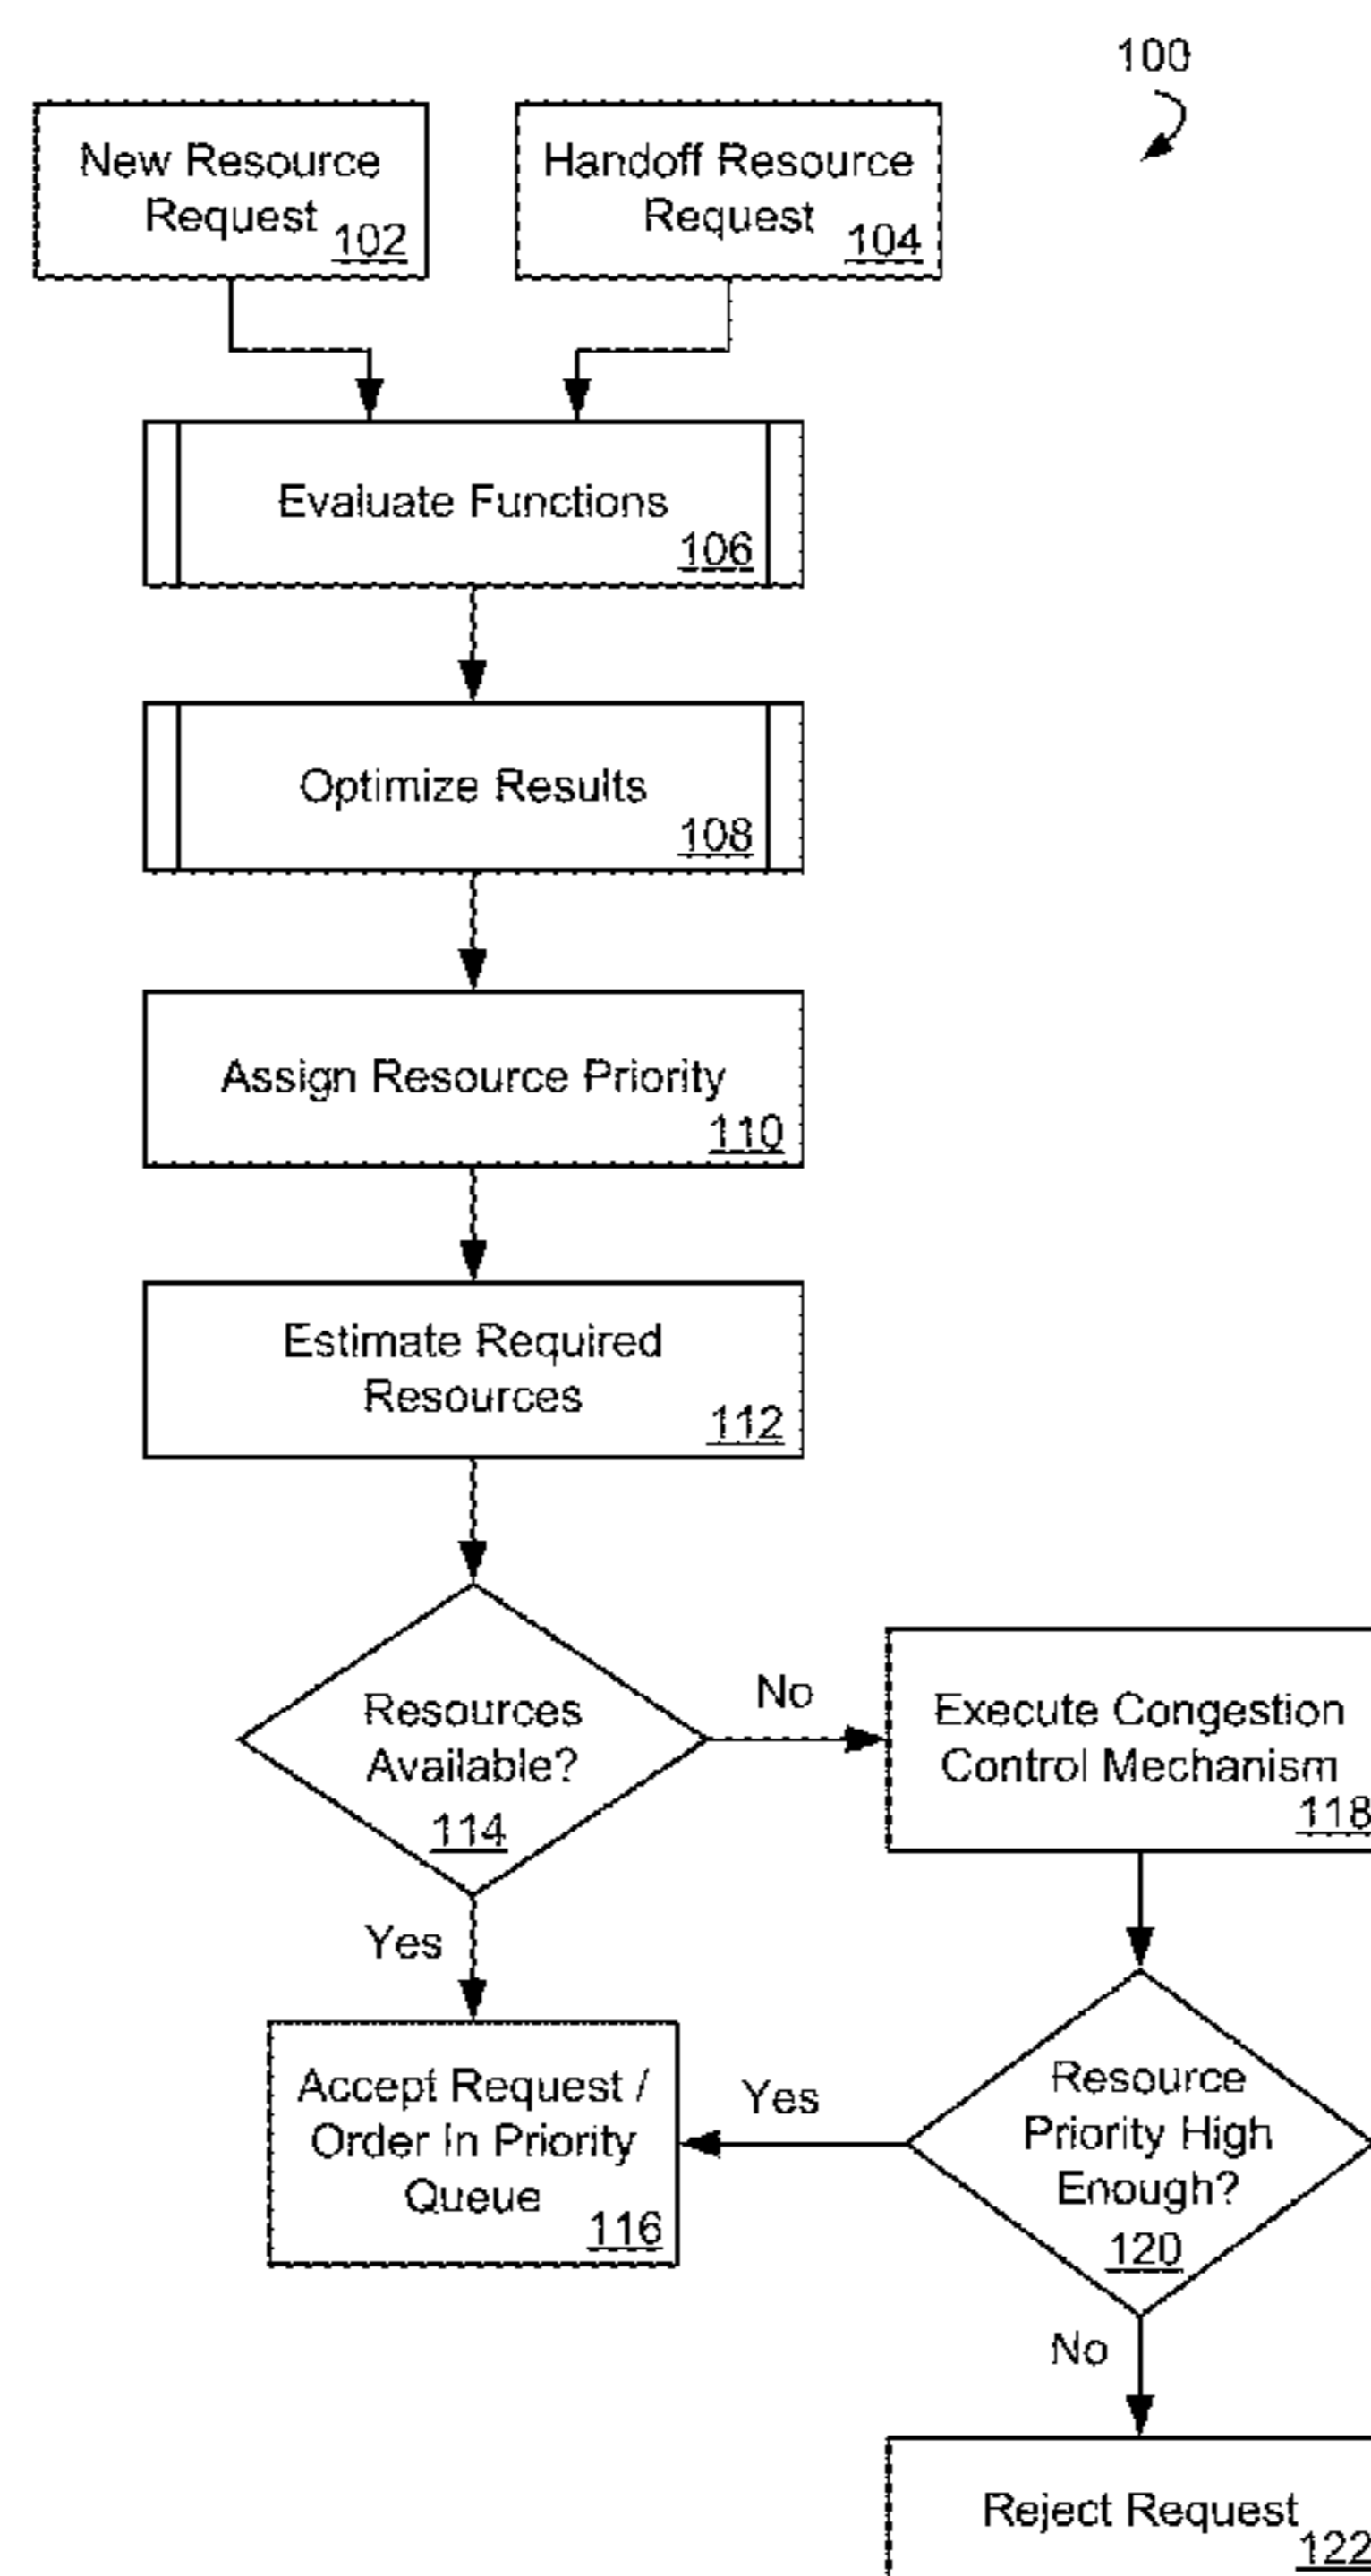 100
New Resource
Request 102
Handoff Resource
Request 104
Evaluate Functions
106
Optimize Results
108
Assign Resource Priority
110
Estimate Required
Resources
112
Resources
Available?
114
No
Execute Congestion
Control Mechanism
118
Yes
Accept Request /
Order In Priority
Queue
116
Yes
Resource
Priority High
Enough?
120
No
Reject Request
122